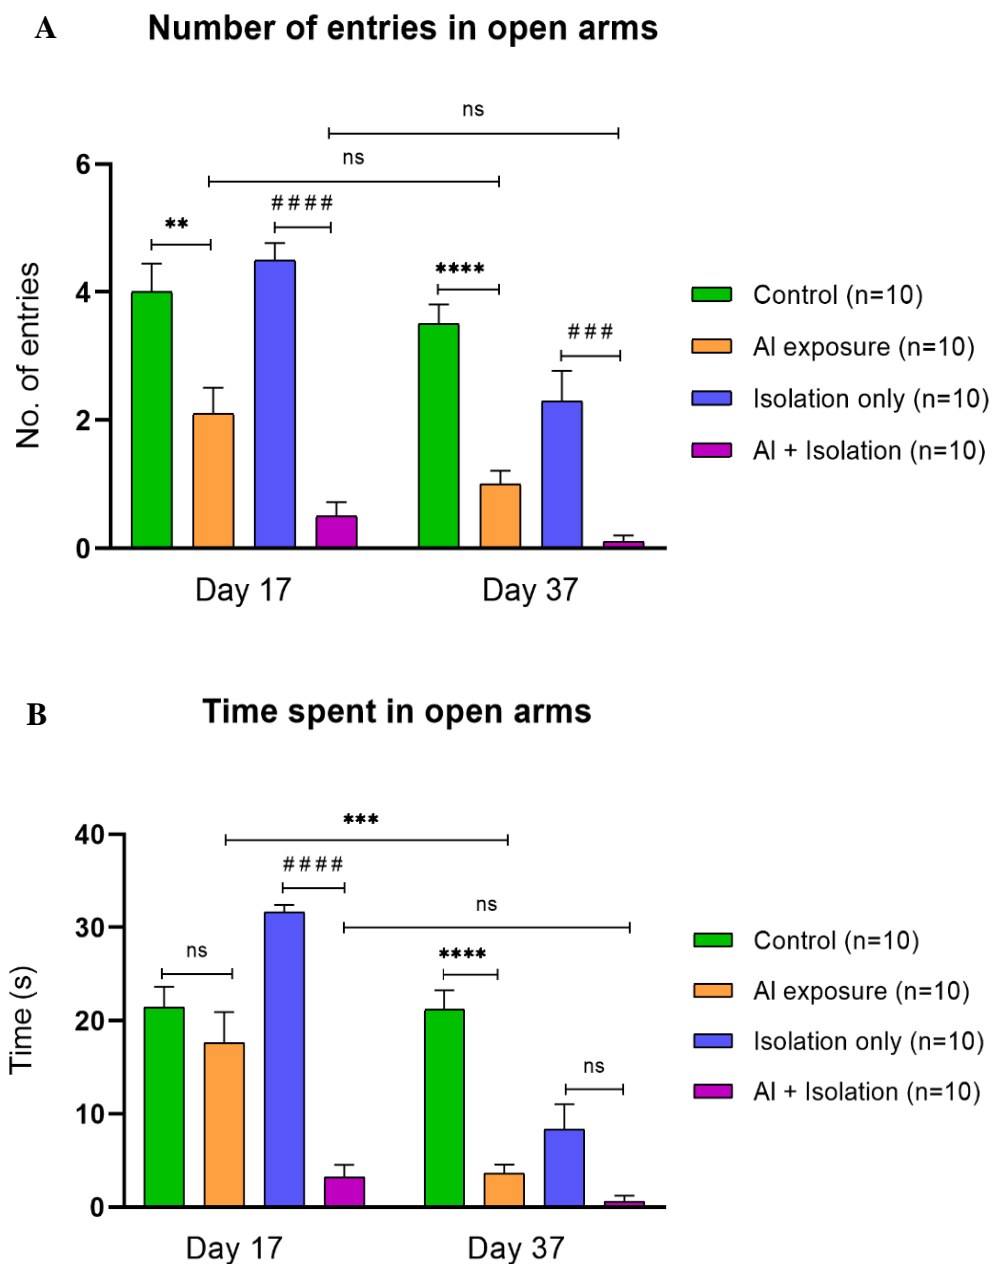 A
Number of entries in open arms
ns
ns
####
**
****
###
6
4
2
0
No. of entries
Day 17
Day 37
Control (n=10)
Al exposure (n=10)
Isolation only (n=10)
Al + Isolation (n=10)
B
Time spent in open arms
***
####
ns
ns
****
ns
40
30
20
10
0
Time (s)
Day 17
Day 37
Control (n=10)
Al exposure (n=10)
Isolation only (n=10)
Al + Isolation (n=10)